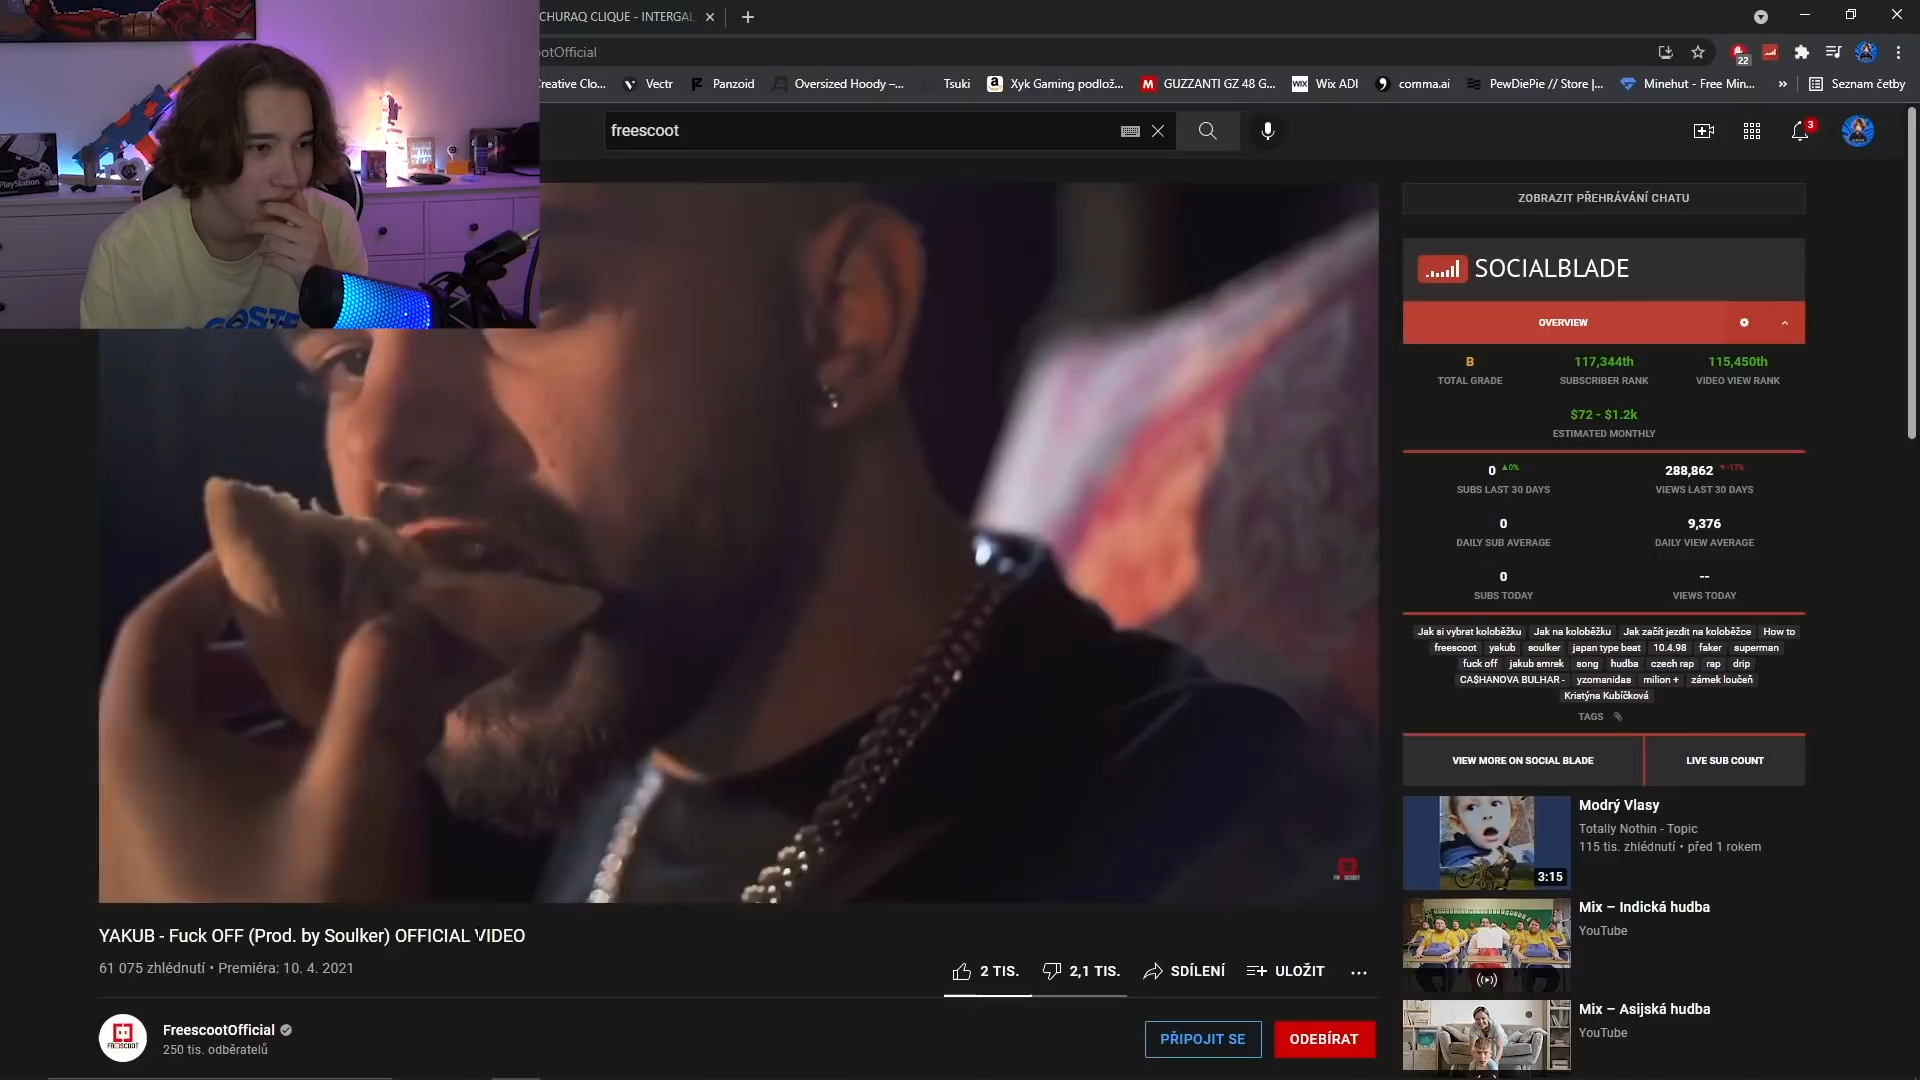 CHURAQ CLIQUE - INTERGAL
ootOfficial
22
Creative Clo...
Vectr
Panzoid
Oversized Hoody –...
Tsuki
Xyk Gaming podlož...
GUZZANTI GZ 48 G...
WIX
Wix ADI
comma.ai
PewDiePie // Store |...
Minehut - Free Min...
»
Seznam četby
freescoot
3
PlayStation
ZOBRAZIT PŘEHRÁVÁNÍ CHATU
SOCIALBLADE
OVERVIEW
B
117,344th
115,450th
TOTAL GRADE
SUBSCRIBER RANK
VIDEO VIEW RANK
$72 - $1.2k
ESTIMATED MONTHLY
0 ▲0%
288,862 ▼-17%
SUBS LAST 30 DAYS
VIEWS LAST 30 DAYS
0
9,376
DAILY SUB AVERAGE
DAILY VIEW AVERAGE
0
--
SUBS TODAY
VIEWS TODAY
Jak si vybrat koloběžku Jak na koloběžku Jak začít jezdit na koloběžce How to
freescoot yakub soulker japan type beat 10.4.98 faker superman
fuck off jakub smrek song hudba czech rap rap drip
CA$HANOVA BULHAR - yzomanidas milion + zámek loučeň
Kristýna Kubíčková
TAGS
VIEW MORE ON SOCIAL BLADE
LIVE SUB COUNT
Modrý Vlasy
Totally Nothin - Topic
115 tis. zhlédnutí • před 1 rokem
3:15
Mix – Indická hudba
YouTube
Mix – Asijská hudba
YouTube
YAKUB - Fuck OFF (Prod. by Soulker) OFFICIAL VIDEO
61 075 zhlédnutí • Premiéra: 10. 4. 2021
2 TIS.
2,1 TIS.
SDÍLENÍ
ULOŽIT
FreescootOfficial
250 tis. odběratelů
PŘIPOJIT SE
ODEBÍRAT